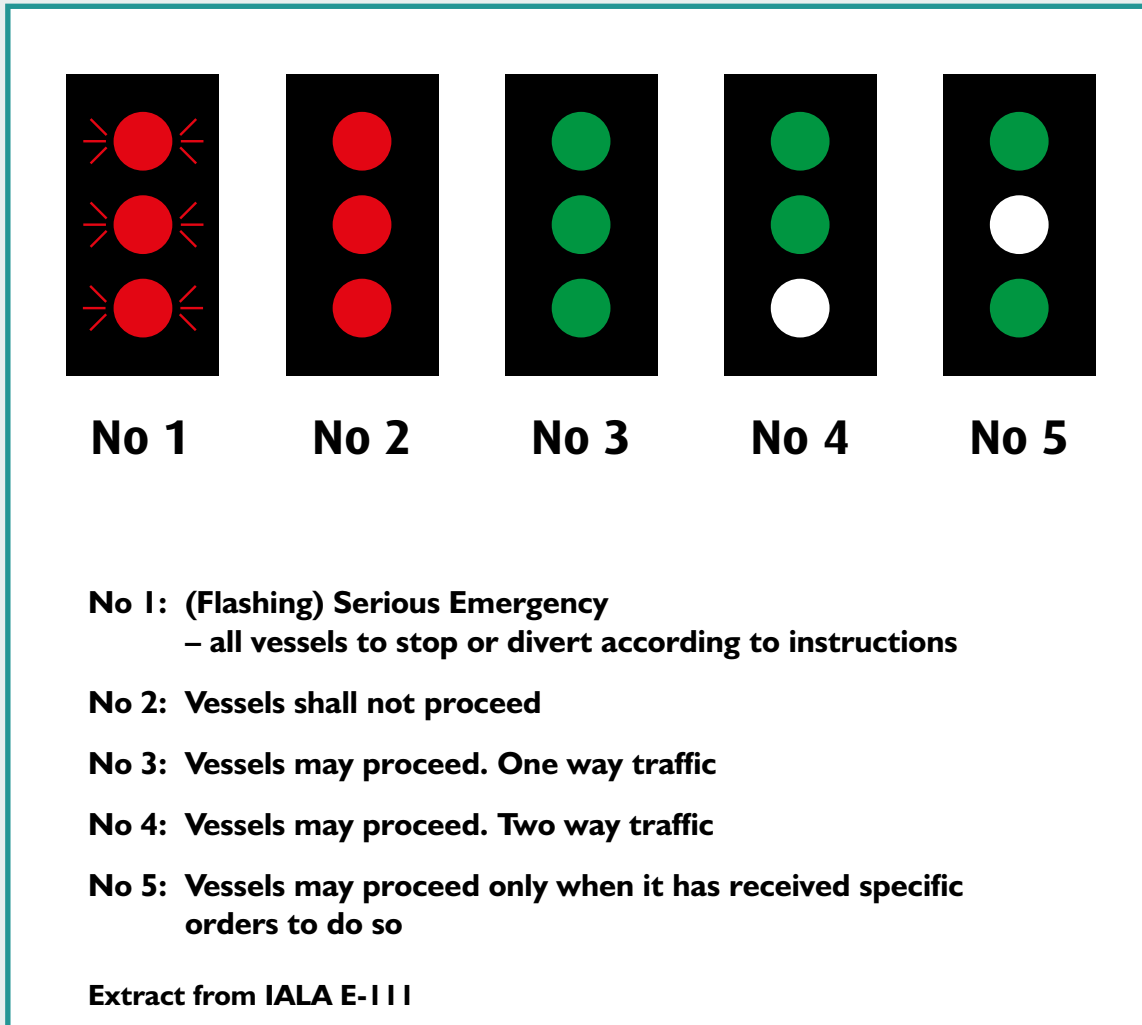 No 1 No 2 No 3 No 4 No 5
No 1: (Flashing) Serious Emergency
– all vessels to stop or divert according to instructions
No 2: Vessels shall not proceed
No 3: Vessels may proceed. One way traffic
No 4: Vessels may proceed. Two way traffic
No 5: Vessels may proceed only when it has received specific
orders to do so
Extract from IALA E-111